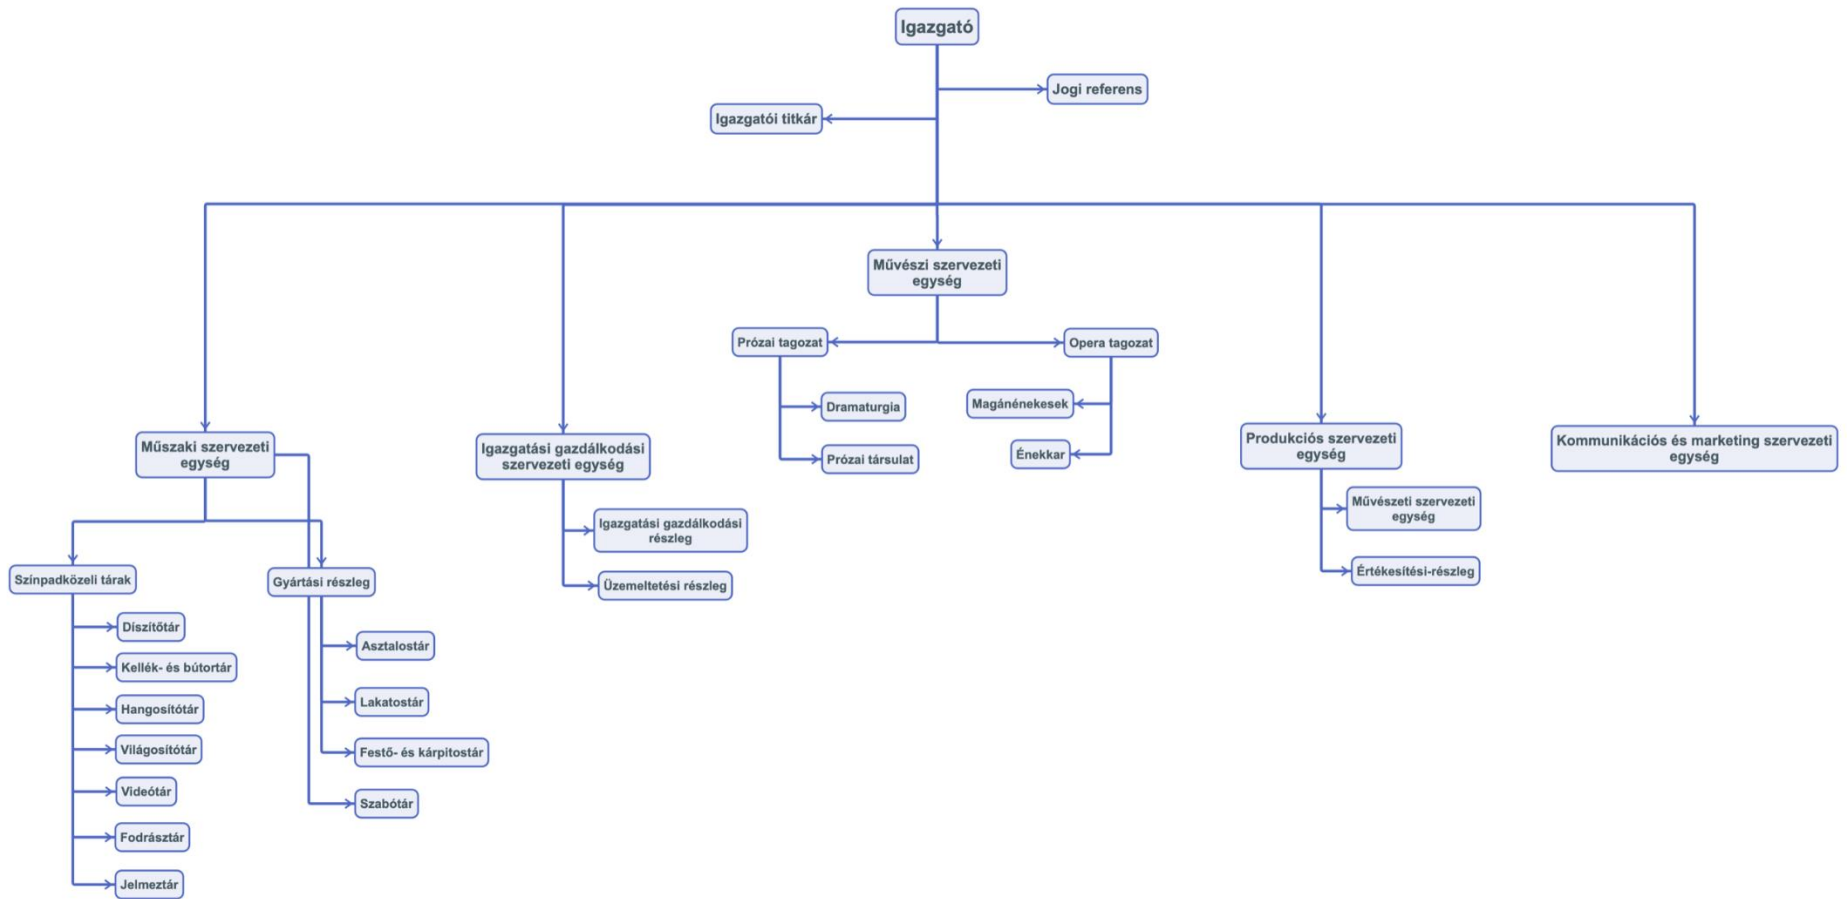 Igazgató
Jogi referens
Igazgatói titkár
Művészi szervezeti
egység
Prózai tagozat
Opera tagozat
Dramaturgia
Prózai társulat
Magánénekesek
Énekkar
Műszaki szervezeti
egység
Igazgatási gazdálkodási
szervezeti egység
Produkciós szervezeti
egység
Kommunikációs és marketing szervezeti
egység
Színpadközeli tárak
Díszítőtár
Kellék- és bútortár
Hangosítótár
Világosítótár
Videótár
Fodrásztár
Jelmeztár
Gyártási részleg
Asztalostár
Lakatostár
Festő- és kárpitostár
Szabótár
Igazgatási gazdálkodási
részleg
Üzemeltetési részleg
Művészeti szervezeti
egység
Értékesítési-részleg